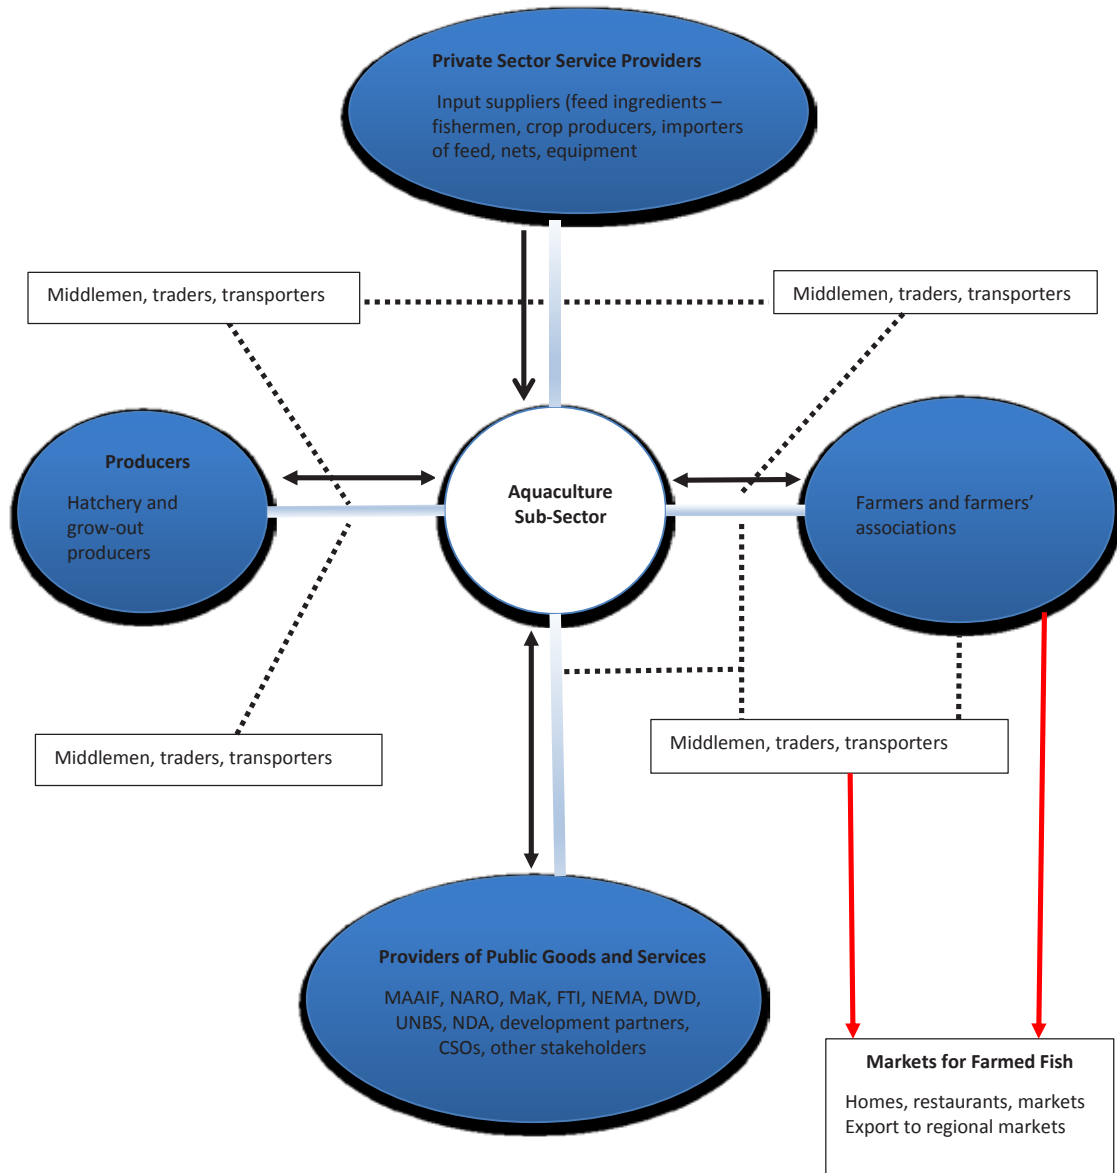 Private Sector Service Providers
Input suppliers (feed ingredients –
fishermen, crop producers, importers
of feed, nets, equipment
Middlemen, traders, transporters
Middlemen, traders, transporters
Producers
Hatchery and
grow-out
producers
Aquaculture
Sub-Sector
Farmers and farmers’
associations
Middlemen, traders, transporters
Middlemen, traders, transporters
Providers of Public Goods and Services
MAAIF, NARO, MaK, FTI, NEMA, DWD,
UNBS, NDA, development partners,
CSOs, other stakeholders
Markets for Farmed Fish
Homes, restaurants, markets
Export to regional markets